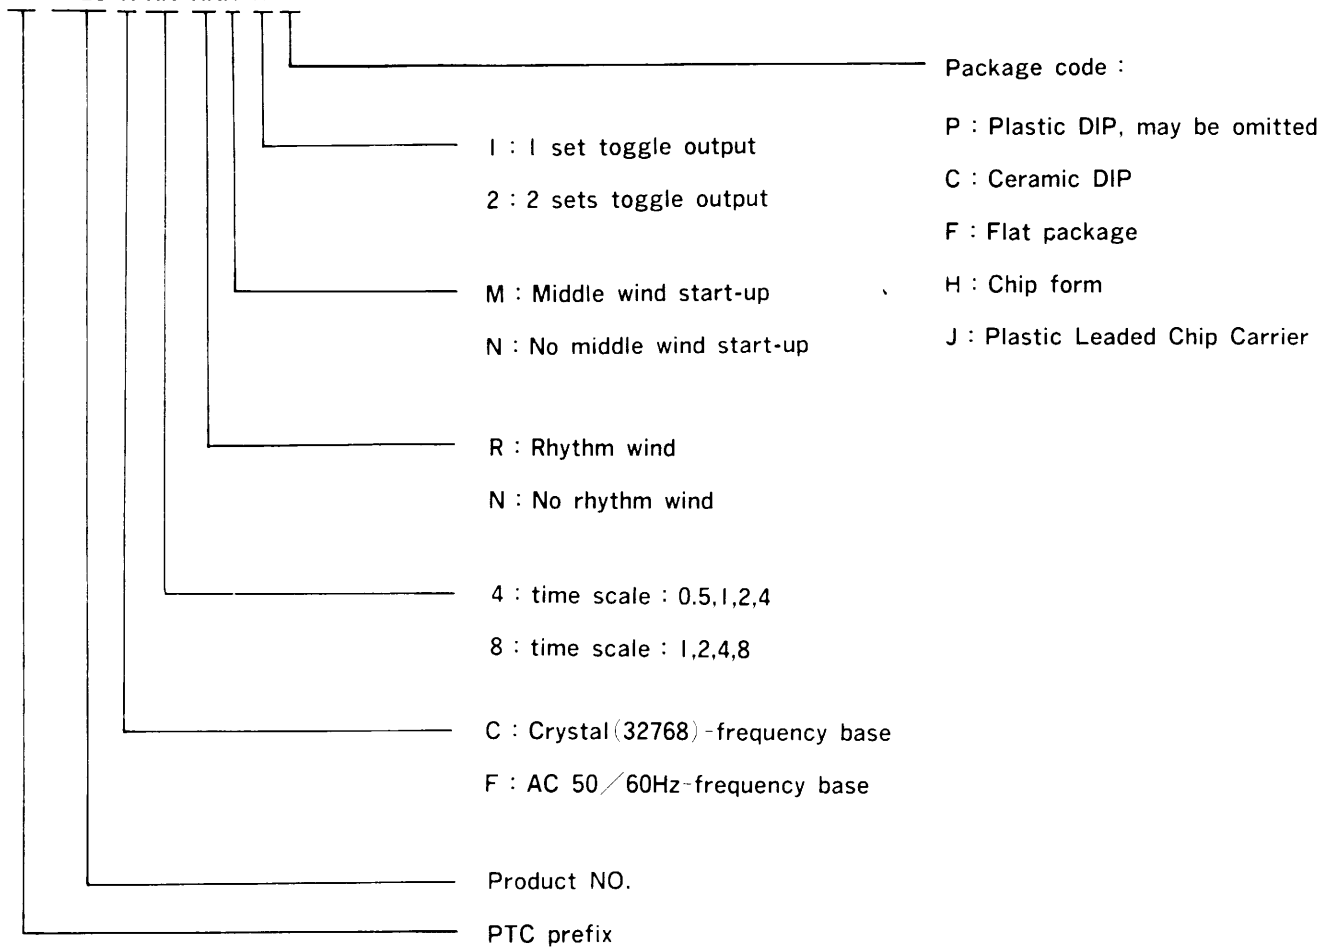 Package code :
P : Plastic DIP, may be omitted
C : Ceramic DIP
F : Flat package
H : Chip form
J : Plastic Leaded Chip Carrier
1 : 1 set toggle output
2 : 2 sets toggle output
M : Middle wind start-up
N : No middle wind start-up
R : Rhythm wind
N : No rhythm wind
4 : time scale : 0.5,1,2,4
8 : time scale : 1,2,4,8
C : Crystal(32768)-frequency base
F : AC 50/60Hz-frequency base
Product NO.
PTC prefix